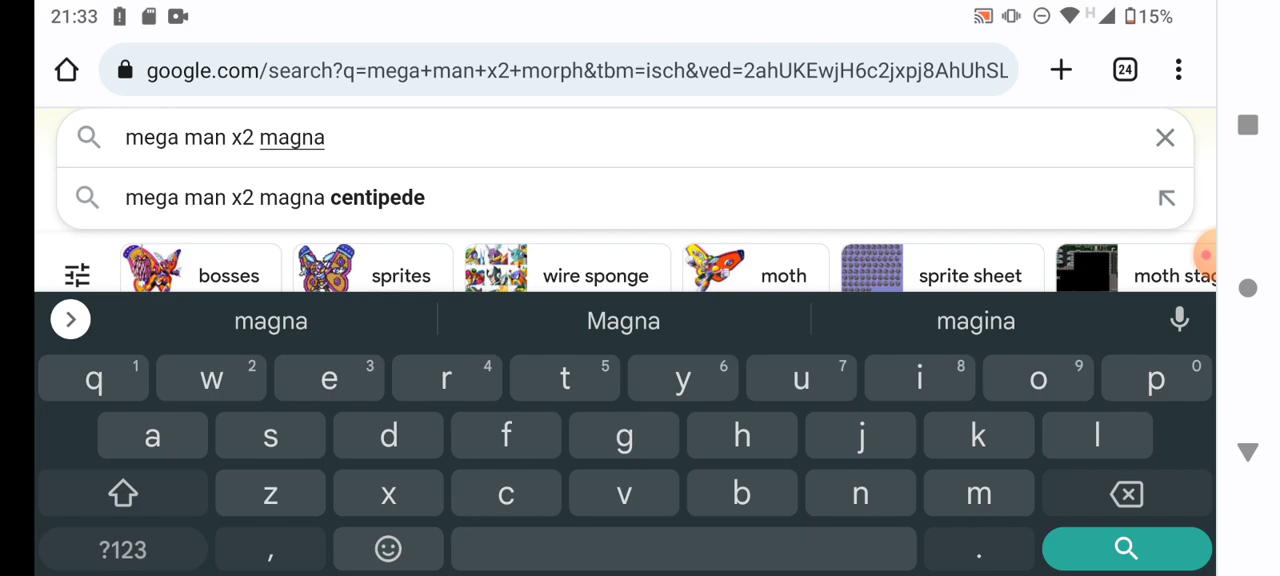 21:33 H 15%
google.com/search?q=mega+man+x2+morph&tbm=isch&ved=2ahUKEwjH6c2jxpj8AhUhSL 24
mega man x2 magna
mega man x2 magna centipede
bosses sprites wire sponge moth sprite sheet moth stag
magna Magna magina
q 1 w 2 e 3 r 4 t 5 y 6 u 7 i 8 o 9 p 0
a s d f g h j k l
z x c v b n m
?123 , .